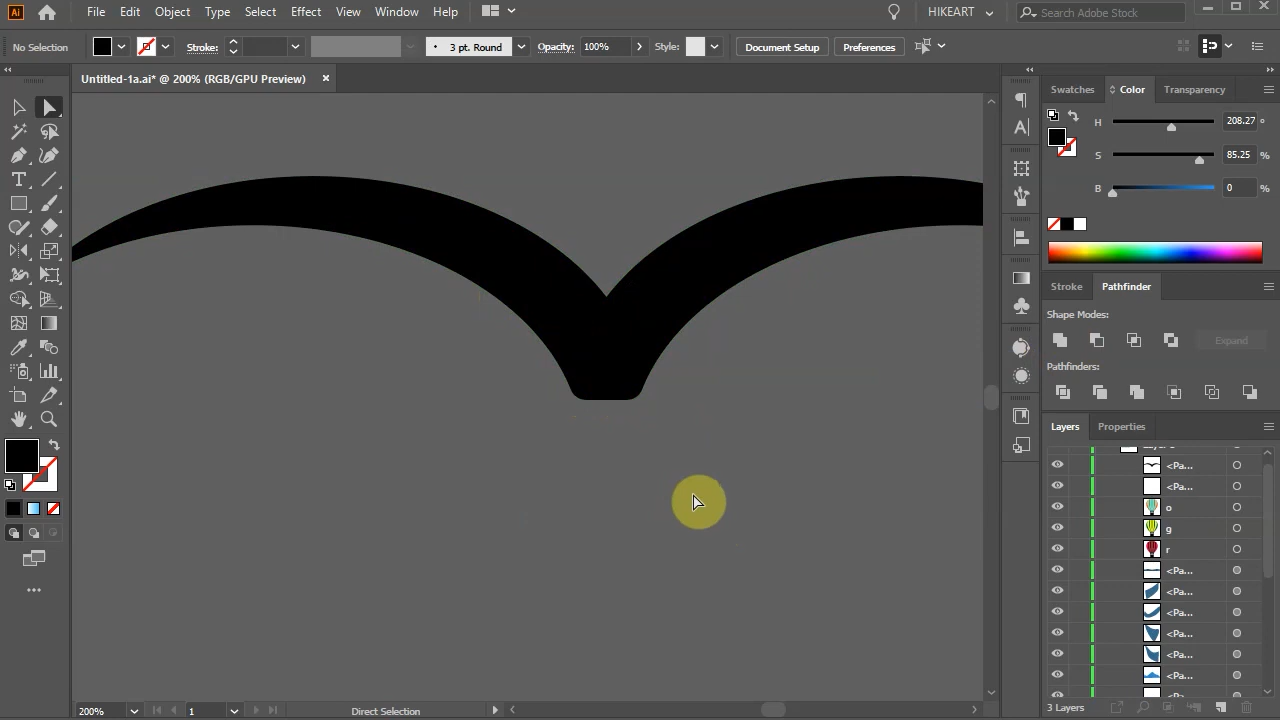 Ai File Edit Object Type Select Effect View Window Help HIKEART Search Adobe Stock
No Selection Stroke: 3 pt. Round Opacity: 100% Style: Document Setup Preferences
Untitled-1a.ai* @ 200% (RGB/GPU Preview)
Swatches Color Transparency
H 208.27 °
S 85.25 %
B 0 %
Stroke Pathfinder
Shape Modes:
Expand
Pathfinders:
Layers Properties
<Pa...
<Pa...
o
g
r
<Pa...
<Pa...
<Pa...
<Pa...
<Pa...
<Pa...
3 Layers
200% 1 Direct Selection